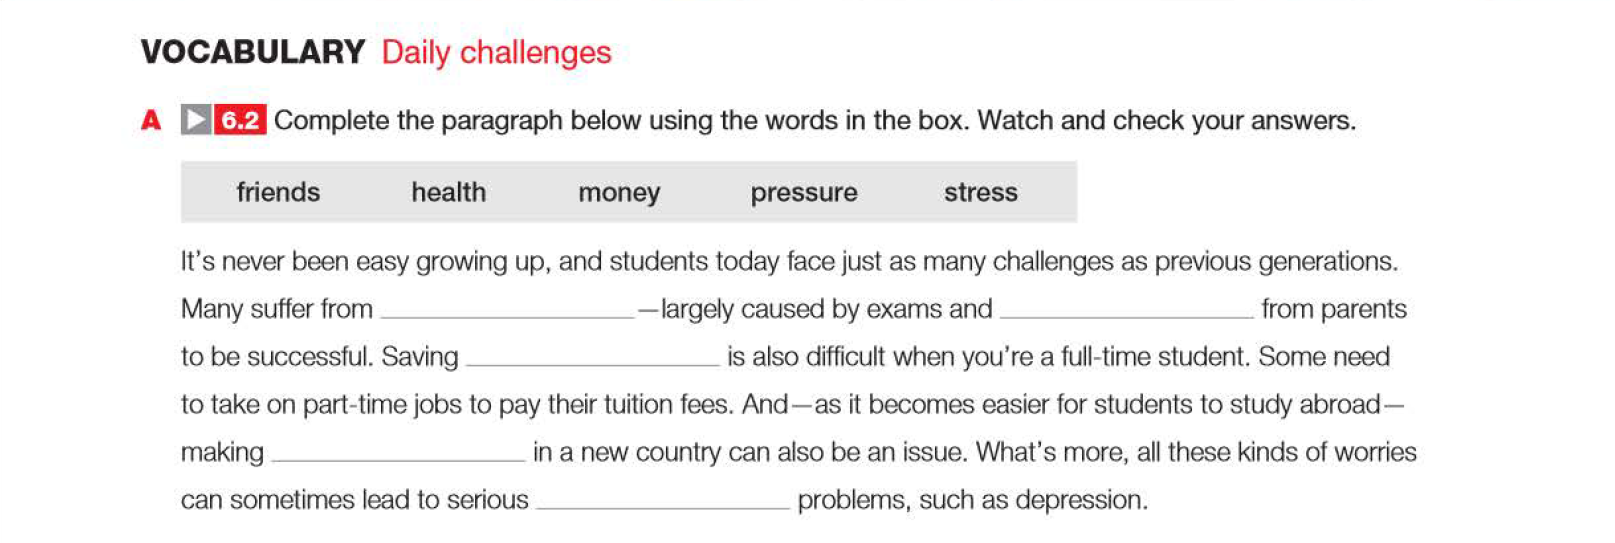 VOCABULARY Daily challenges
A 6.2 Complete the paragraph below using the words in the box. Watch and check your answers.
friends health money pressure stress
It's never been easy growing up, and students today face just as many challenges as previous generations.
Many suffer from ____________—largely caused by exams and ____________ from parents
to be successful. Saving ____________ is also difficult when you're a full-time student. Some need
to take on part-time jobs to pay their tuition fees. And—as it becomes easier for students to study abroad—
making ____________ in a new country can also be an issue. What's more, all these kinds of worries
can sometimes lead to serious ____________ problems, such as depression.